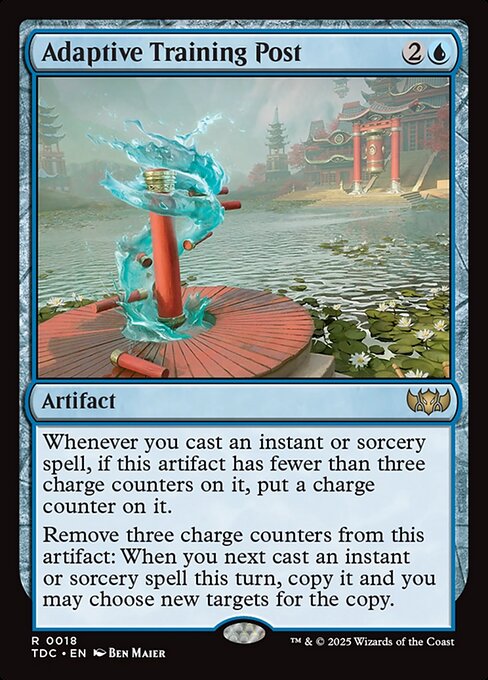 Adaptive Training Post 2
Artifact
Whenever you cast an instant or sorcery
spell, if this artifact has fewer than three
charge counters on it, put a charge
counter on it.
Remove three charge counters from this
artifact: When you next cast an instant
or sorcery spell this turn, copy it and you
may choose new targets for the copy.
R 0018
TDC • EN Ben Maier
™ & © 2025 Wizards of the Coast